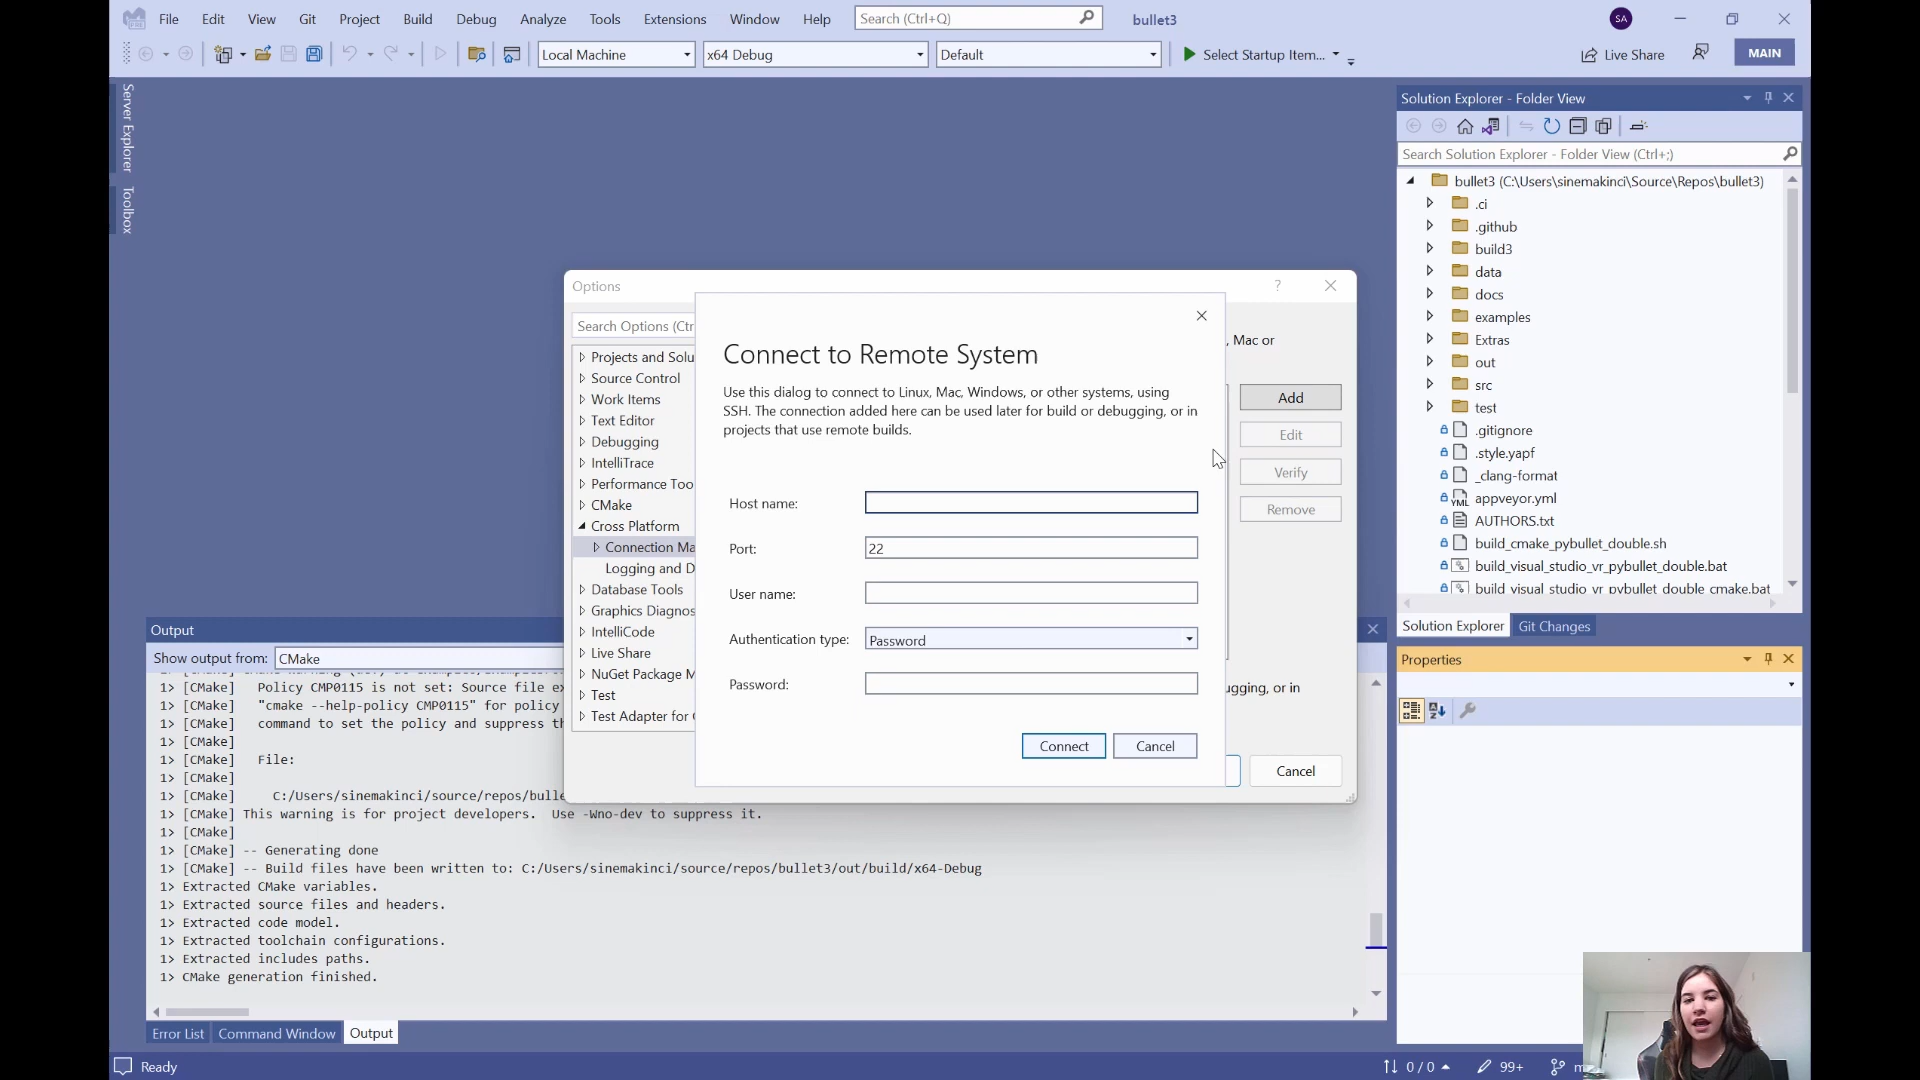 File Edit View Git Project Build Debug Analyze Tools Extensions Window Help Search (Ctrl+Q) bullet3 SA
Local Machine x64 Debug Default Select Startup Item... Live Share MAIN
Server Explorer
Toolbox
Solution Explorer - Folder View
Search Solution Explorer - Folder View (Ctrl+;)
bullet3 (C:\Users\sinemakinci\Source\Repos\bullet3)
.ci
.github
build3
data
docs
examples
Extras
out
src
test
.gitignore
.style.yapf
_clang-format
appveyor.yml
AUTHORS.txt
build_cmake_pybullet_double.sh
build_visual_studio_vr_pybullet_double.bat
build_visual_studio_vr_pybullet_double_cmake.bat
Solution Explorer Git Changes
Properties
Options ?
Search Options (Ctr
Projects and Solu
Source Control
Work Items
Text Editor
Debugging
IntelliTrace
Performance Too
CMake
Cross Platform
Connection Ma
Logging and D
Database Tools
Graphics Diagnos
IntelliCode
Live Share
NuGet Package M
Test
Test Adapter for
, Mac or
Add
Edit
Verify
Remove
ugging, or in
Cancel
Connect to Remote System
Use this dialog to connect to Linux, Mac, Windows, or other systems, using
SSH. The connection added here can be used later for build or debugging, or in
projects that use remote builds.
Host name:
Port: 22
User name:
Authentication type: Password
Password:
Connect Cancel
Output
Show output from: CMake
1> [CMake]   Policy CMP0115 is not set: Source file ex
1> [CMake]   "cmake --help-policy CMP0115" for policy
1> [CMake]   command to set the policy and suppress th
1> [CMake]
1> [CMake]   File:
1> [CMake]
1> [CMake]     C:/Users/sinemakinci/source/repos/bulle
1> [CMake] This warning is for project developers.  Use -Wno-dev to suppress it.
1> [CMake]
1> [CMake] -- Generating done
1> [CMake] -- Build files have been written to: C:/Users/sinemakinci/source/repos/bullet3/out/build/x64-Debug
1> Extracted CMake variables.
1> Extracted source files and headers.
1> Extracted code model.
1> Extracted toolchain configurations.
1> Extracted includes paths.
1> CMake generation finished.
Error List Command Window Output
Ready 0 / 0 99+